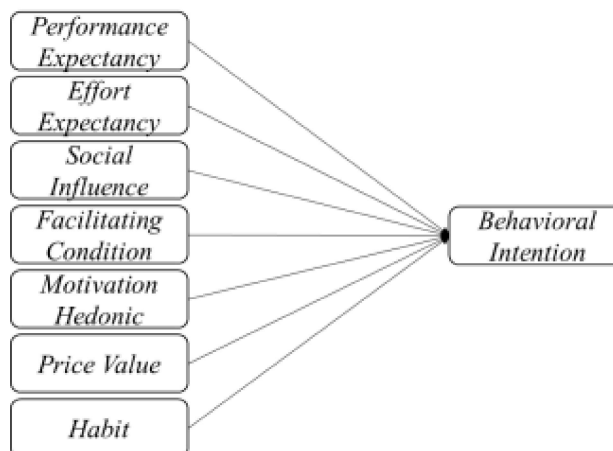 Performance
Expectancy
Effort
Expectancy
Social
Influence
Facilitating
Condition
Motivation
Hedonic
Price Value
Habit
Behavioral
Intention